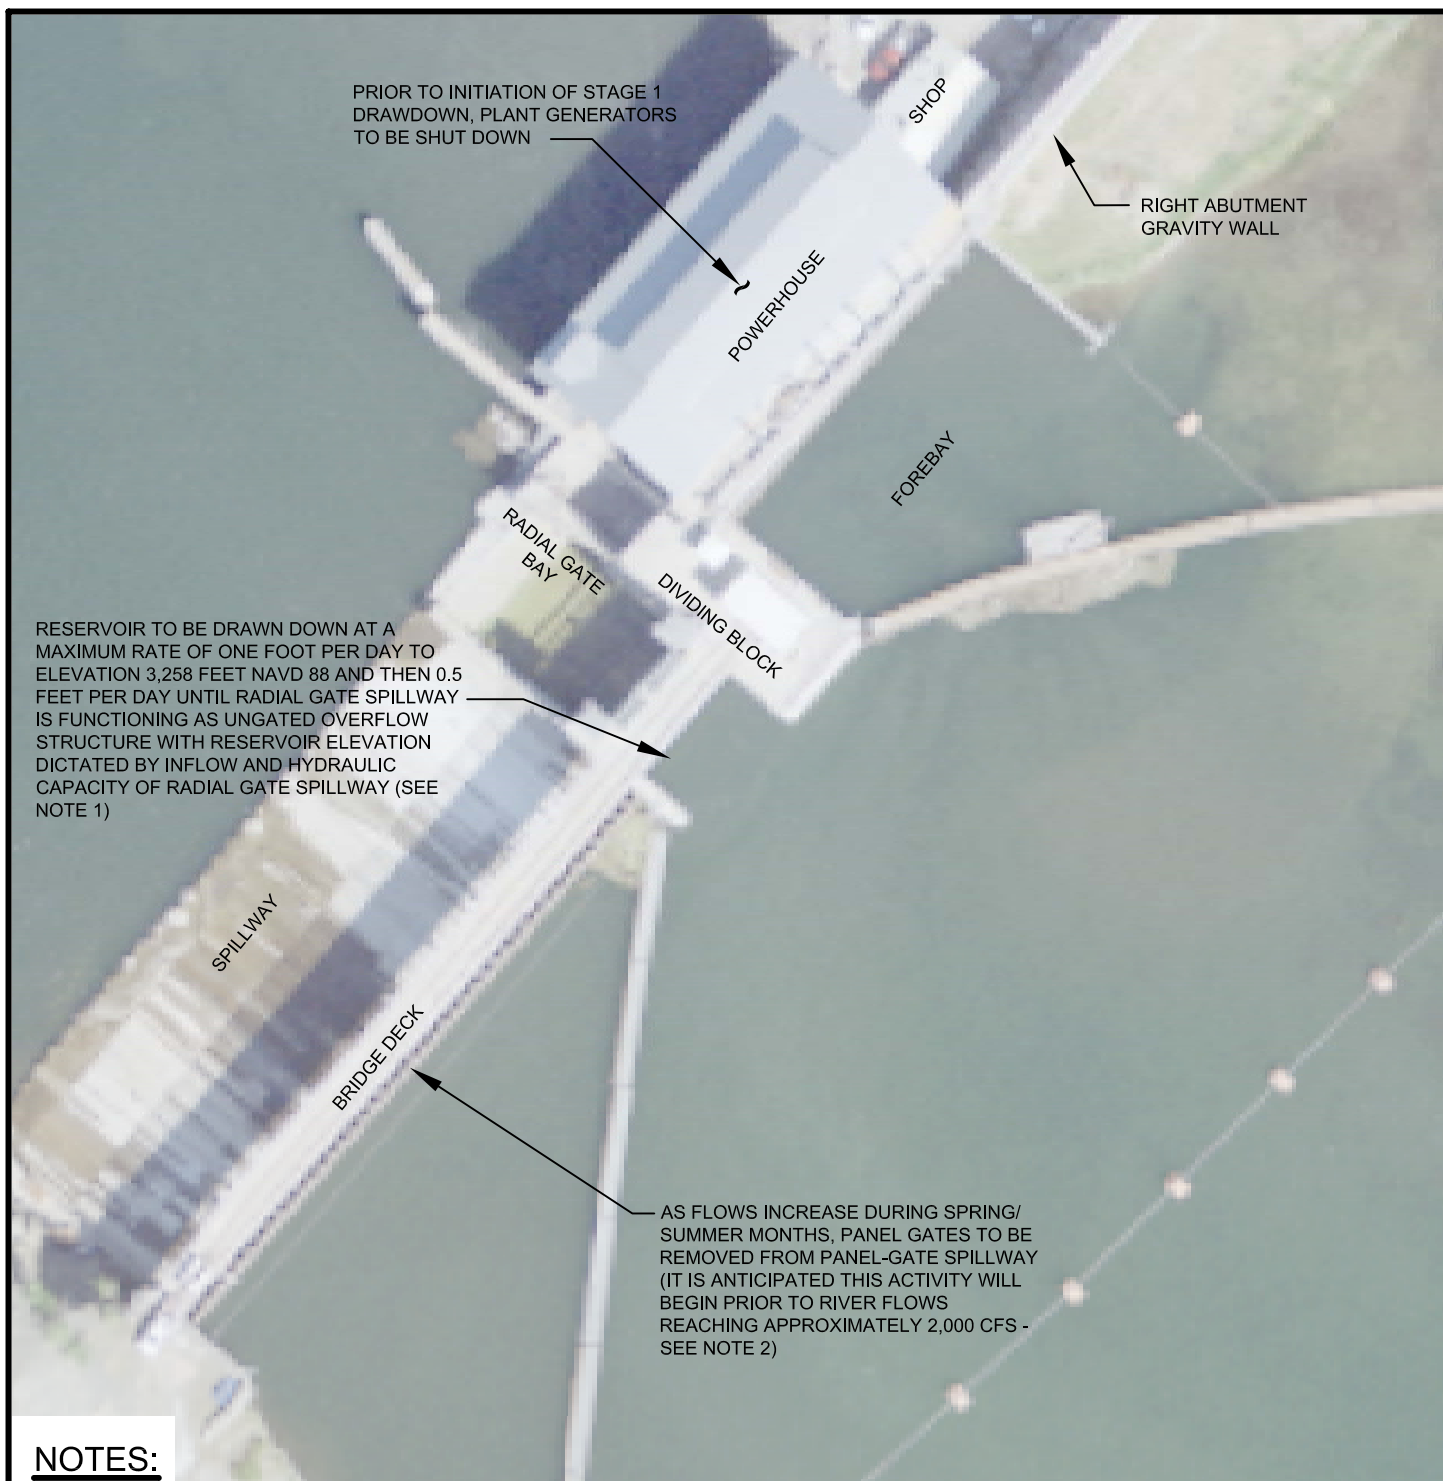 PRIOR TO INITIATION OF STAGE 1
DRAWDOWN, PLANT GENERATORS
TO BE SHUT DOWN
SHOP
RIGHT ABUTMENT
GRAVITY WALL
POWERHOUSE
FOREBAY
RADIAL GATE
BAY
DIVIDING BLOCK
RESERVOIR TO BE DRAWN DOWN AT A
MAXIMUM RATE OF ONE FOOT PER DAY TO
ELEVATION 3,258 FEET NAVD 88 AND THEN 0.5
FEET PER DAY UNTIL RADIAL GATE SPILLWAY
IS FUNCTIONING AS UNGATED OVERFLOW
STRUCTURE WITH RESERVOIR ELEVATION
DICTATED BY INFLOW AND HYDRAULIC
CAPACITY OF RADIAL GATE SPILLWAY (SEE
NOTE 1)
SPILLWAY
BRIDGE DECK
AS FLOWS INCREASE DURING SPRING/
SUMMER MONTHS, PANEL GATES TO BE
REMOVED FROM PANEL-GATE SPILLWAY
(IT IS ANTICIPATED THIS ACTIVITY WILL
BEGIN PRIOR TO RIVER FLOWS
REACHING APPROXIMATELY 2,000 CFS -
SEE NOTE 2)
NOTES: